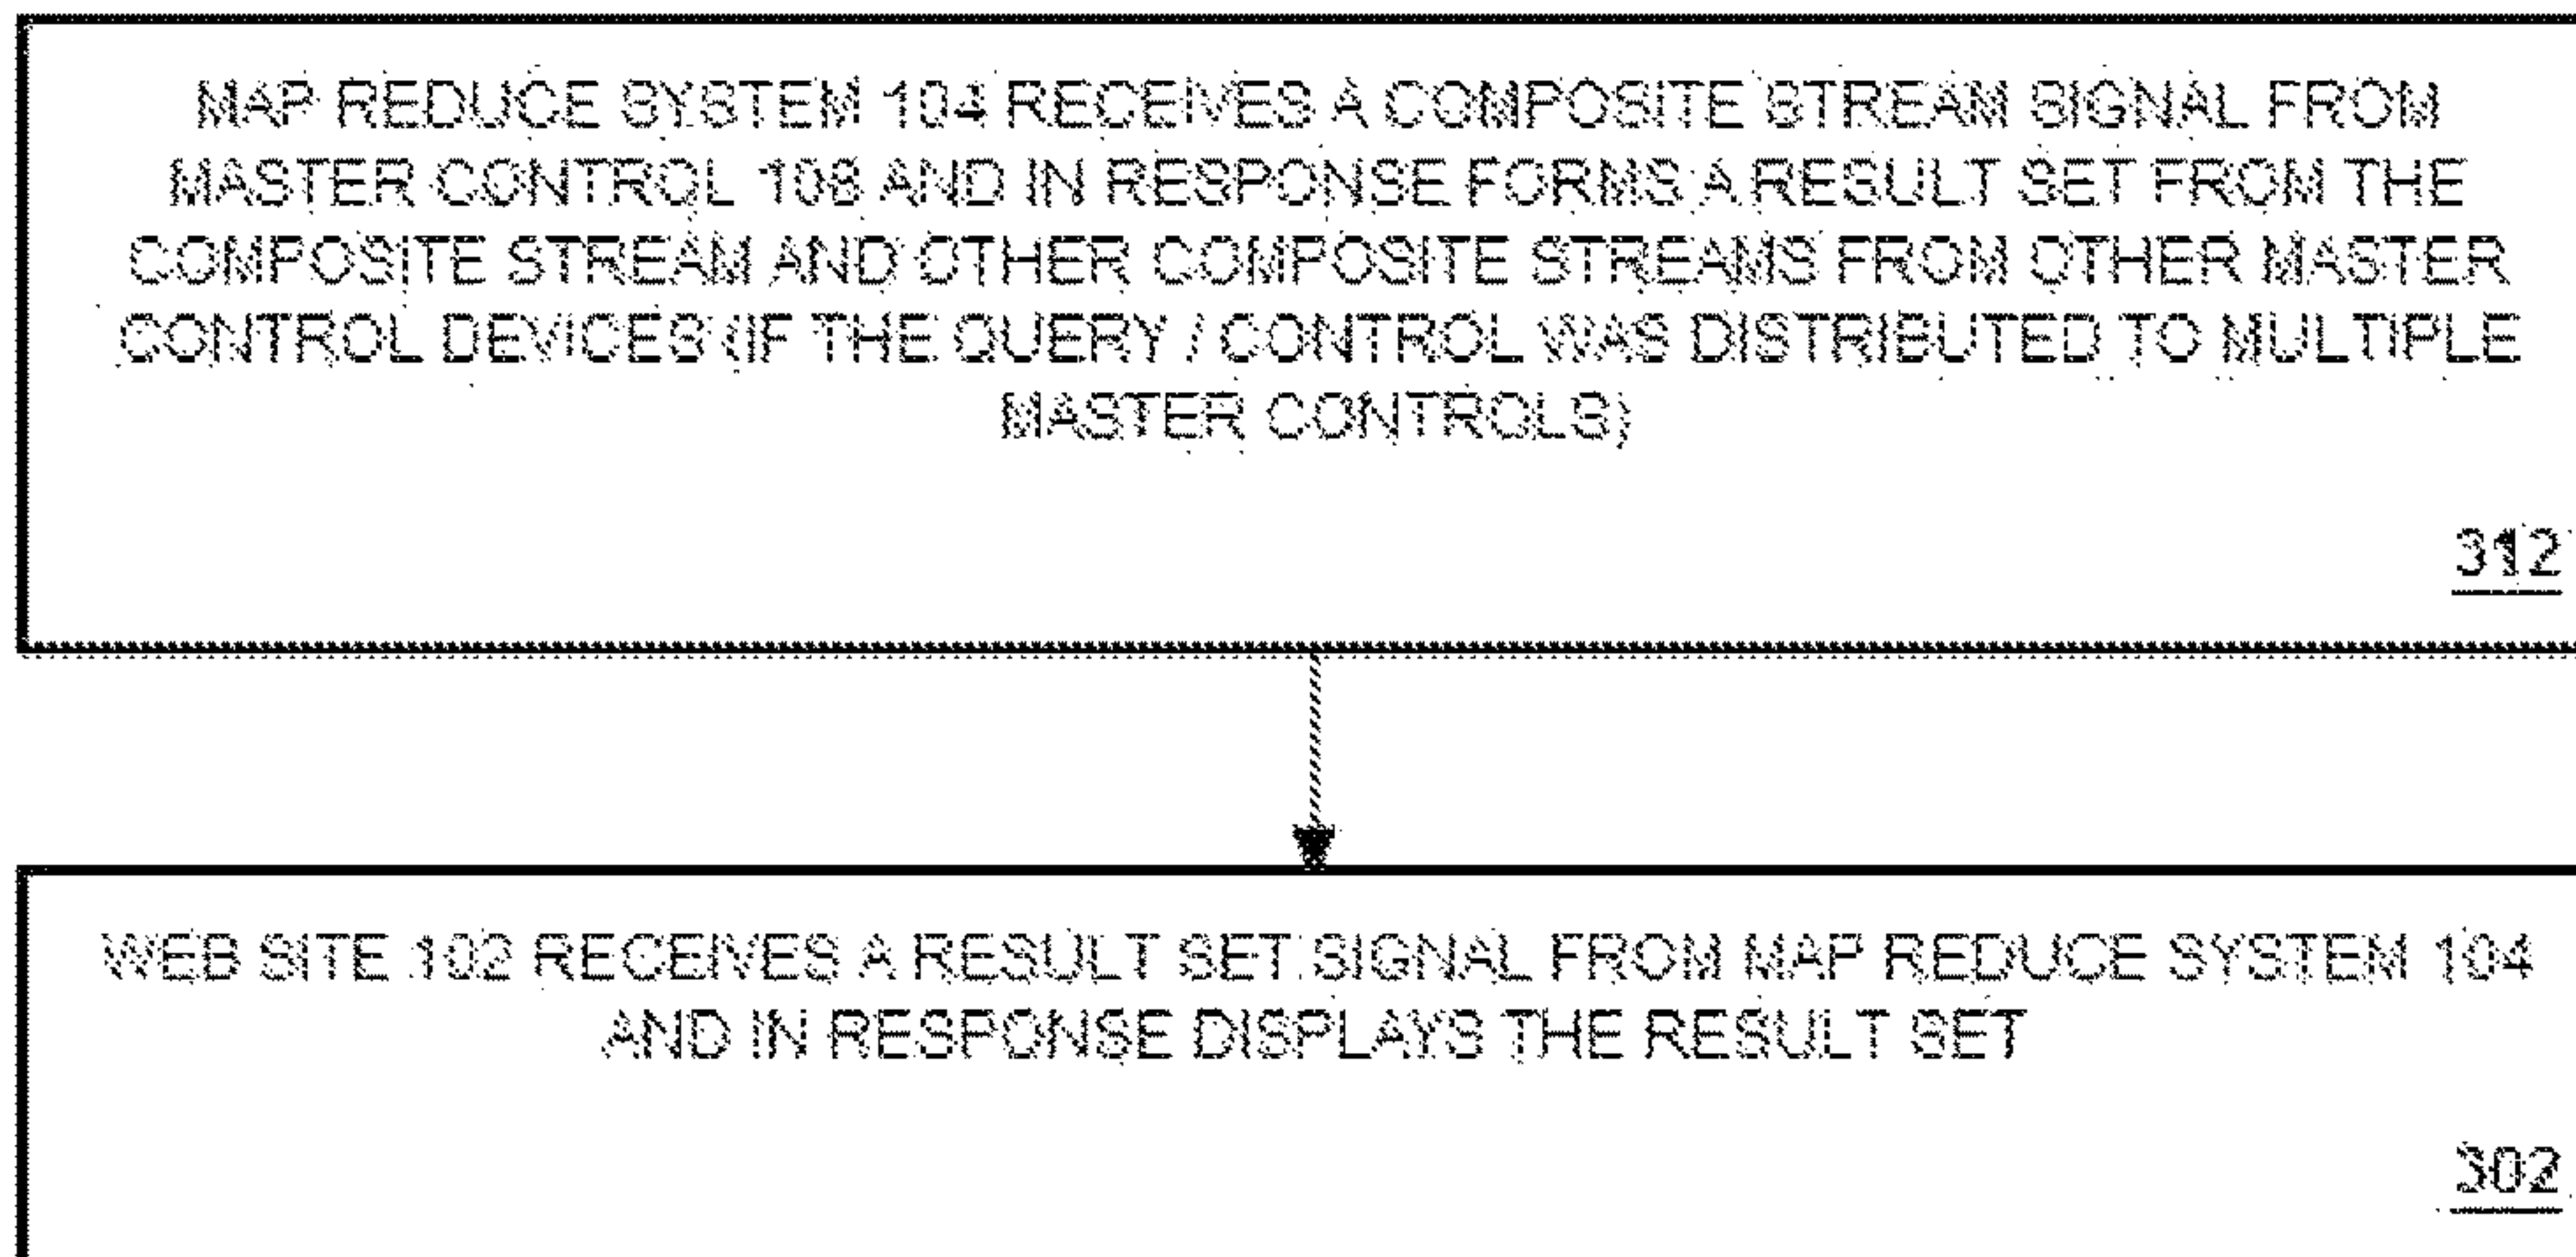 MAP REDUCE SYSTEM 104 RECEIVES A COMPOSITE STREAM SIGNAL FROM
MASTER CONTROL 108 AND IN RESPONSE FORMS A RESULT SET FROM THE
COMPOSITE STREAM AND OTHER COMPOSITE STREAMS FROM OTHER MASTER
CONTROL DEVICES (IF THE QUERY / CONTROL WAS DISTRIBUTED TO MULTIPLE
MASTER CONTROLS)
312
WEB SITE 102 RECEIVES A RESULT SET SIGNAL FROM MAP REDUCE SYSTEM 104
AND IN RESPONSE DISPLAYS THE RESULT SET
302